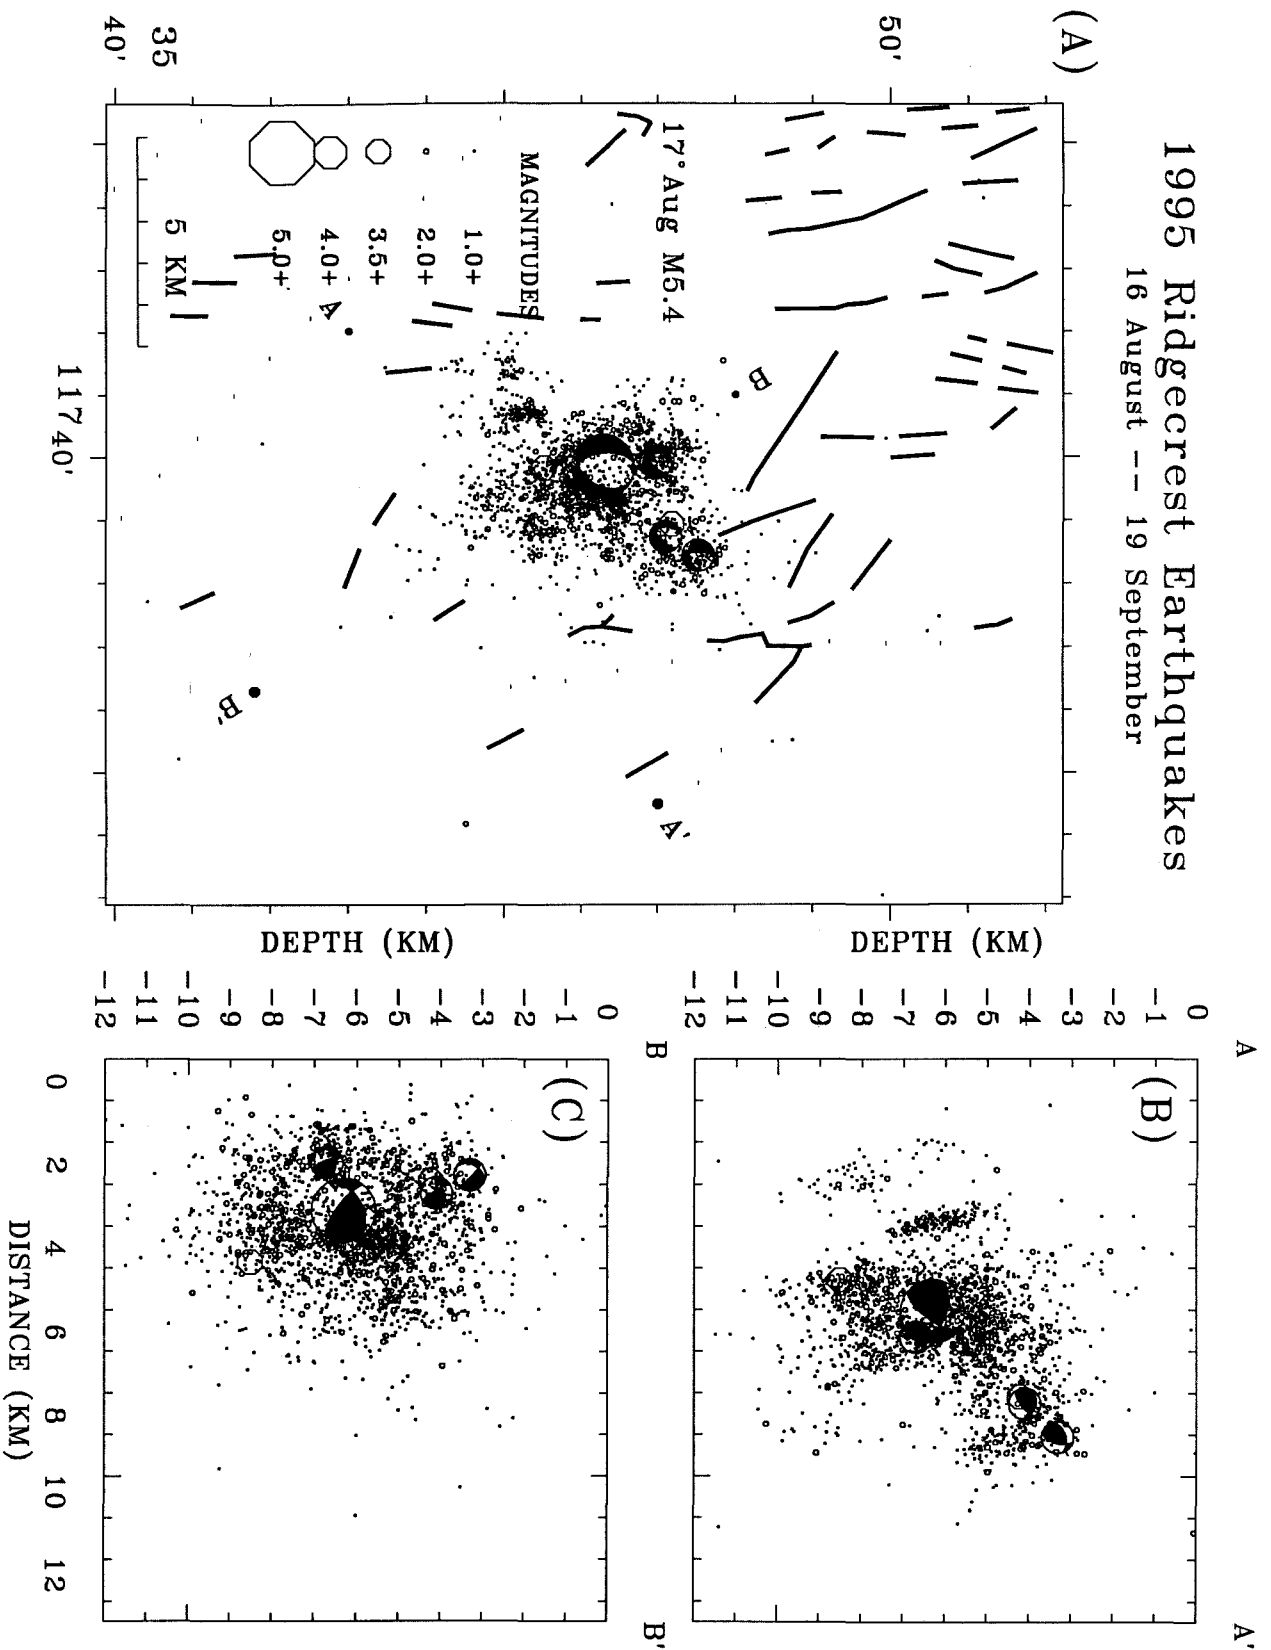 1995 Ridgecrest Earthquakes
16 August -- 19 September
(A)
50'
17 Aug M5.4
B
A'
MAGNITUDES
1.0+
2.0+
3.5+
4.0+
5.0+
A
B'
5 KM
35
40'
117 40'
A
A'
(B)
0
-1
-2
-3
-4
-5
-6
-7
-8
-9
-10
-11
-12
DEPTH (KM)
B
B'
(C)
0
-1
-2
-3
-4
-5
-6
-7
-8
-9
-10
-11
-12
DEPTH (KM)
0 2 4 6 8 10 12
DISTANCE (KM)